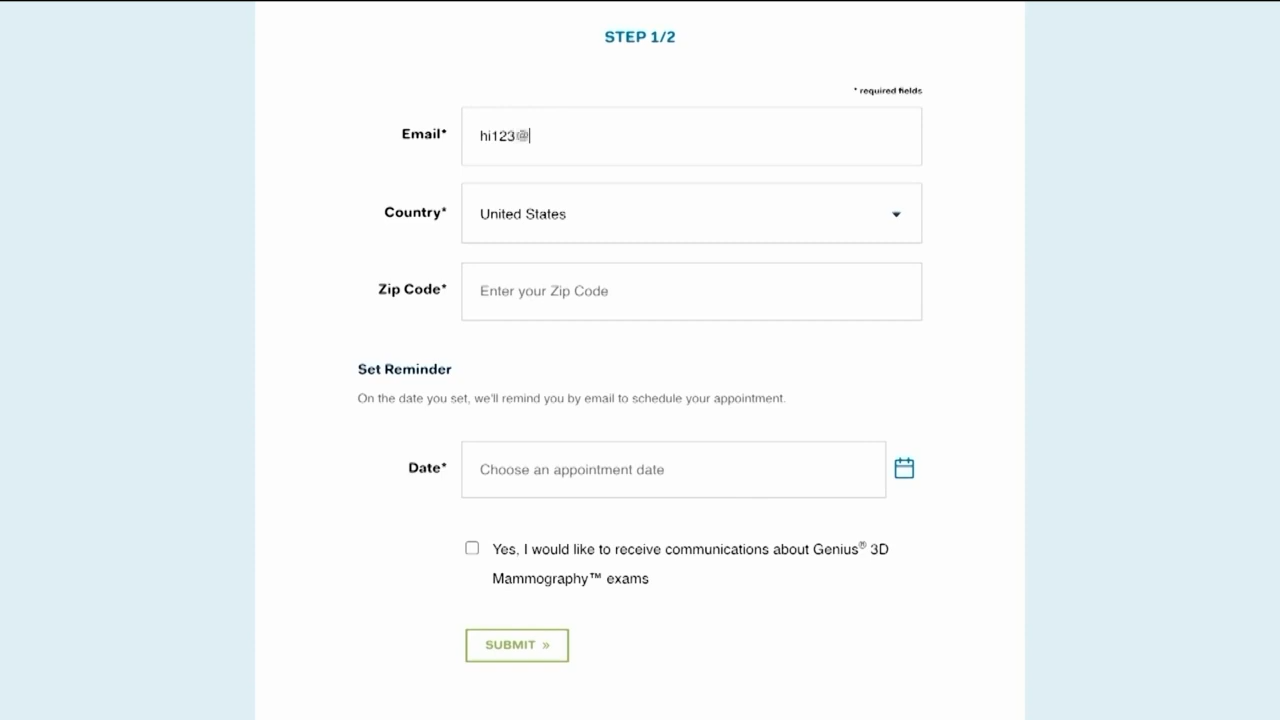 STEP 1/2
* required fields
Email*
hi123@
Country*
United States
Zip Code*
Enter your Zip Code
Set Reminder
On the date you set, we'll remind you by email to schedule your appointment.
Date*
Choose an appointment date
Yes, I would like to receive communications about Genius® 3D
Mammography™ exams
SUBMIT »